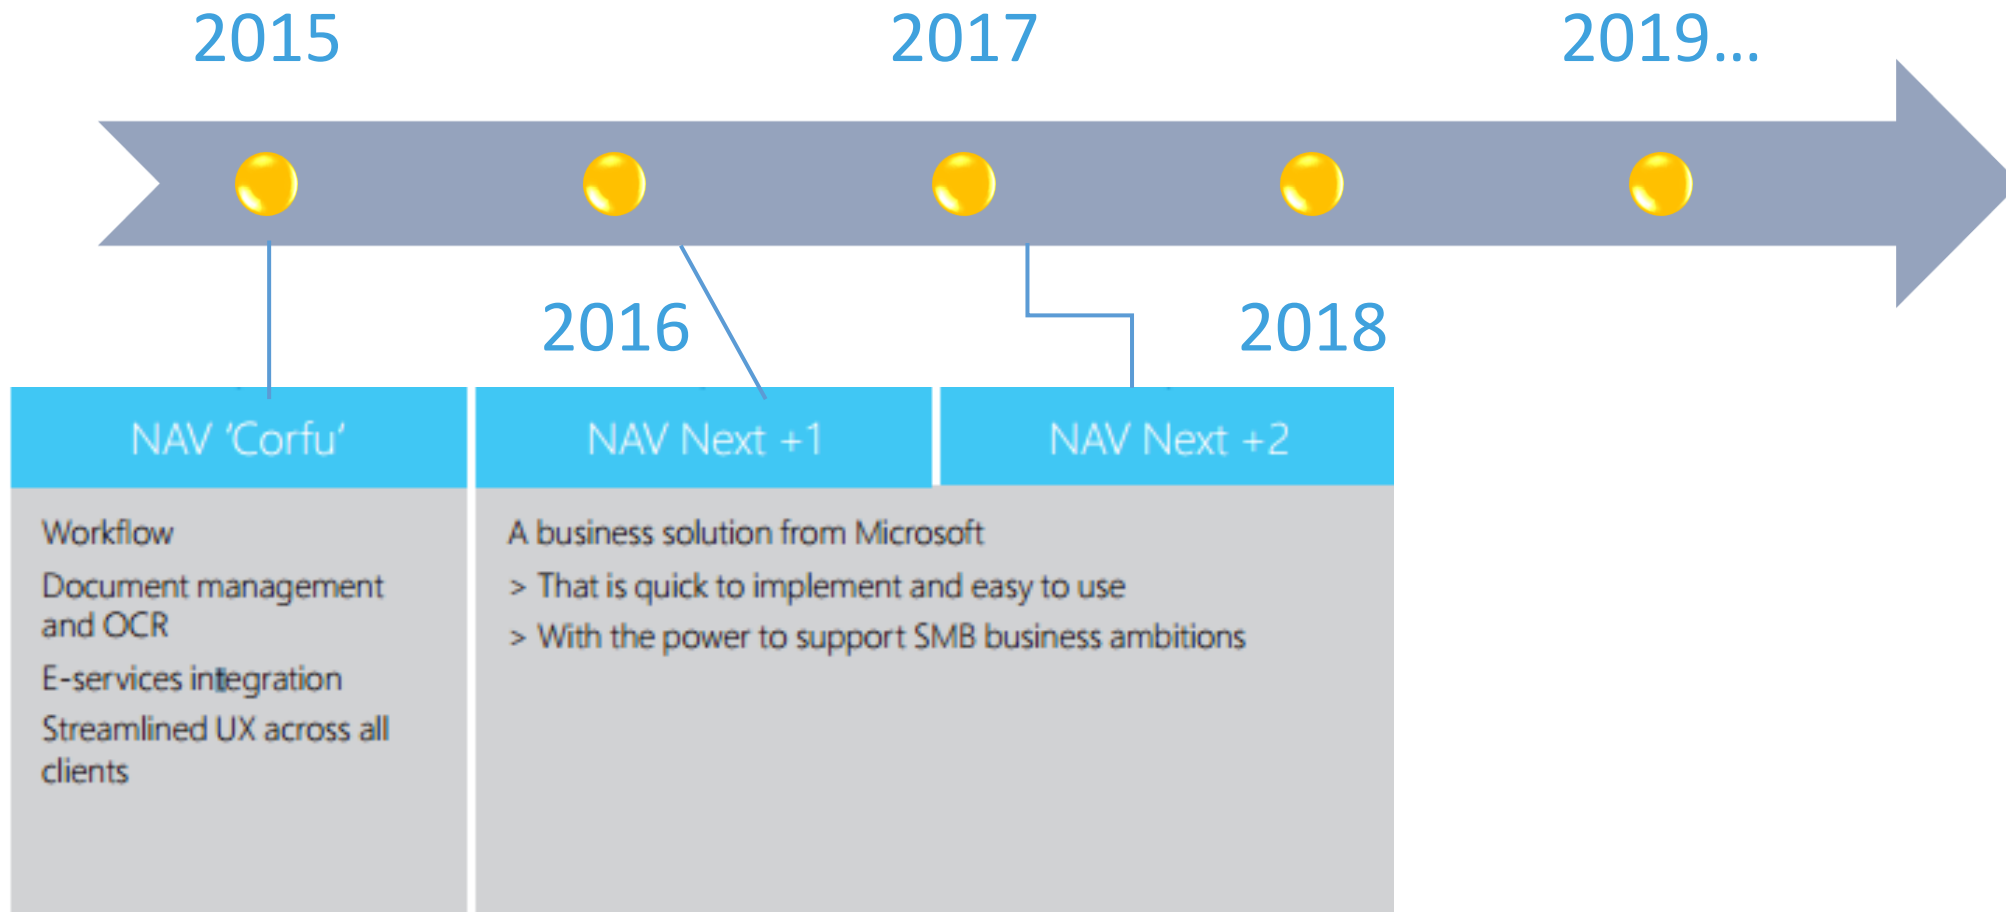 2015
2017
2019...
2016
2018
NAV 'Corfu'
NAV Next +1
NAV Next +2
Workflow
Document management
and OCR
E-services integration
Streamlined UX across all
clients
A business solution from Microsoft
> That is quick to implement and easy to use
> With the power to support SMB business ambitions